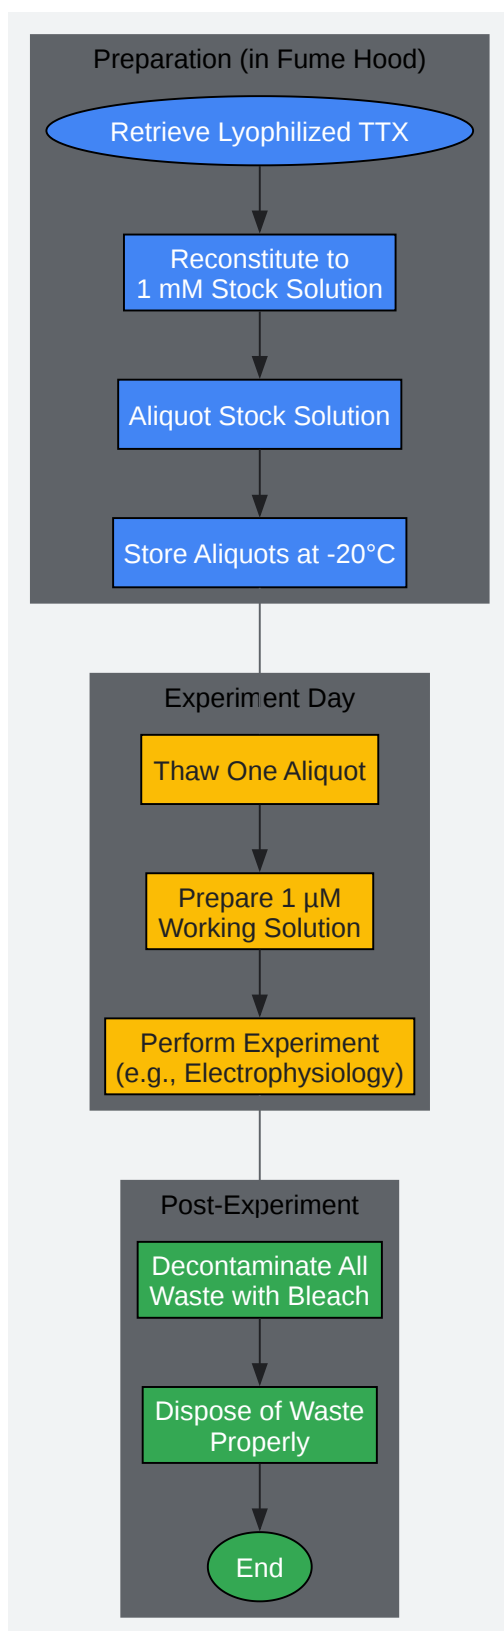 Preparation (in Fume Hood)
Retrieve Lyophilized TTX
Reconstitute to
1 mM Stock Solution
Aliquot Stock Solution
Store Aliquots at -20°C
Experiment Day
Thaw One Aliquot
Prepare 1 µM
Working Solution
Perform Experiment
(e.g., Electrophysiology)
Post-Experiment
Decontaminate All
Waste with Bleach
Dispose of Waste
Properly
End